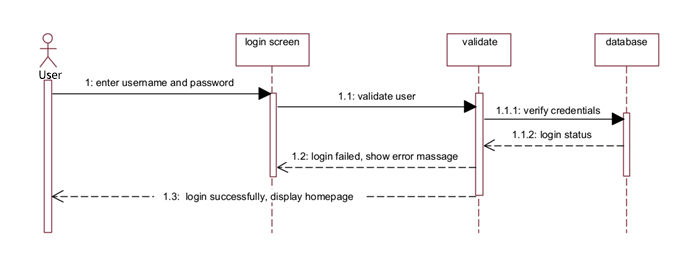 login screen
validate
database
User
1: enter username and password
1.1: validate user
1.1.1: verify credentials
1.1.2: login status
1.2: login failed, show error massage
1.3: login successfully, display homepage